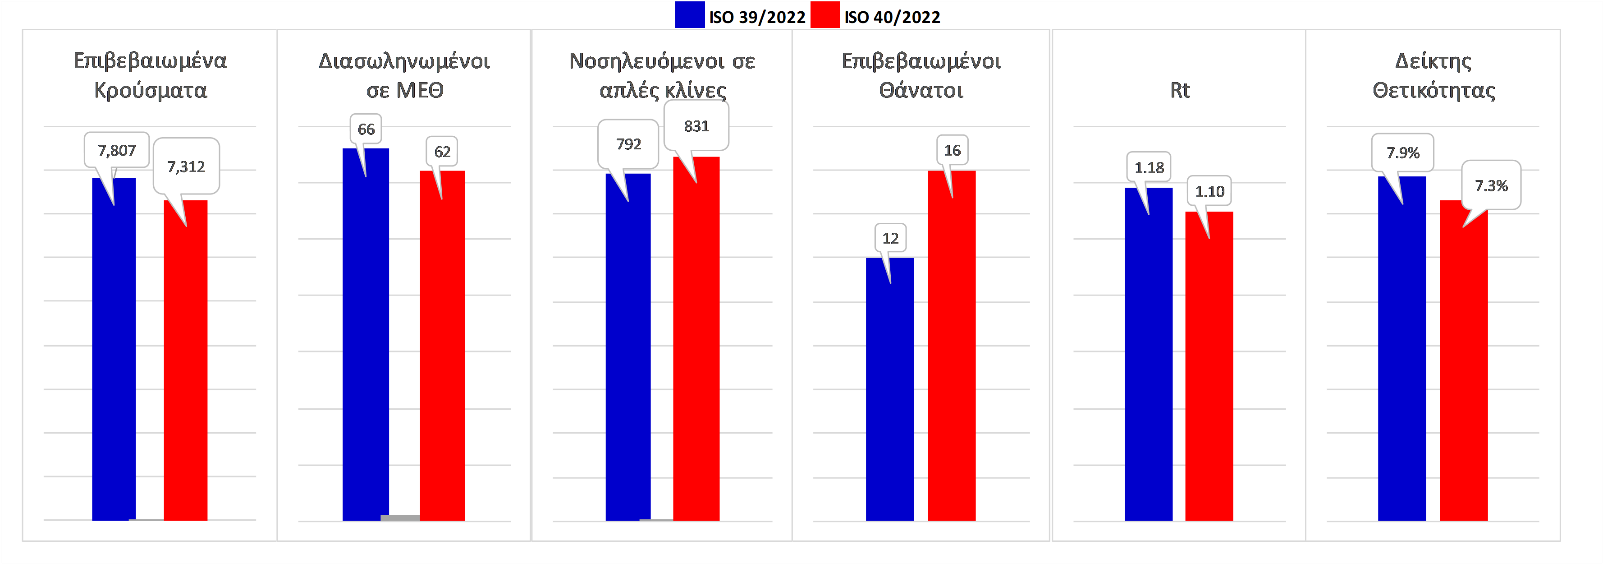 ISO 39/2022 ISO 40/2022
Επιβεβαιωμένα
Κρούσματα
7,807
7,312
Διασωληνωμένοι
σε ΜΕΘ
66
62
Νοσηλευόμενοι σε
απλές κλίνες
792
831
Επιβεβαιωμένοι
Θάνατοι
12
16
Rt
1.18
1.10
Δείκτης
Θετικότητας
7.9%
7.3%